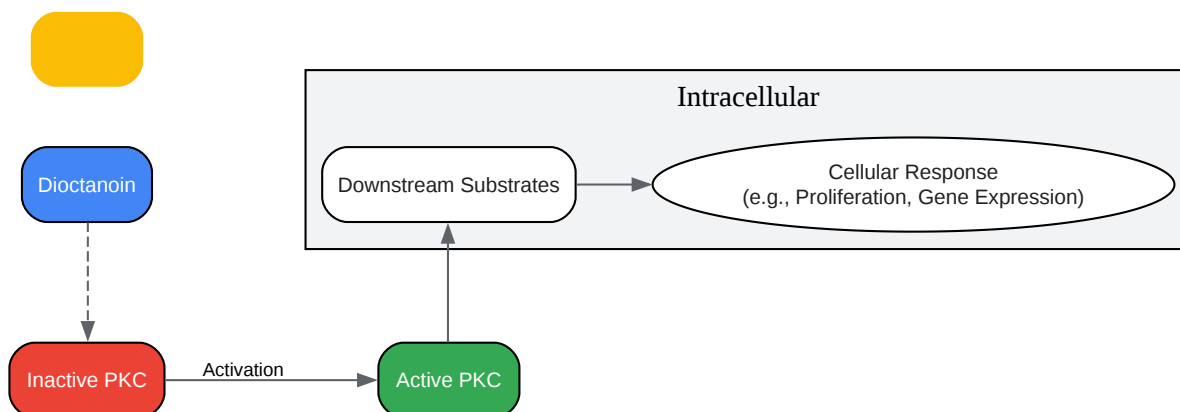 Intracellular
Dioctanoin
Downstream Substrates
Cellular Response
(e.g., Proliferation, Gene Expression)
Inactive PKC
Activation
Active PKC